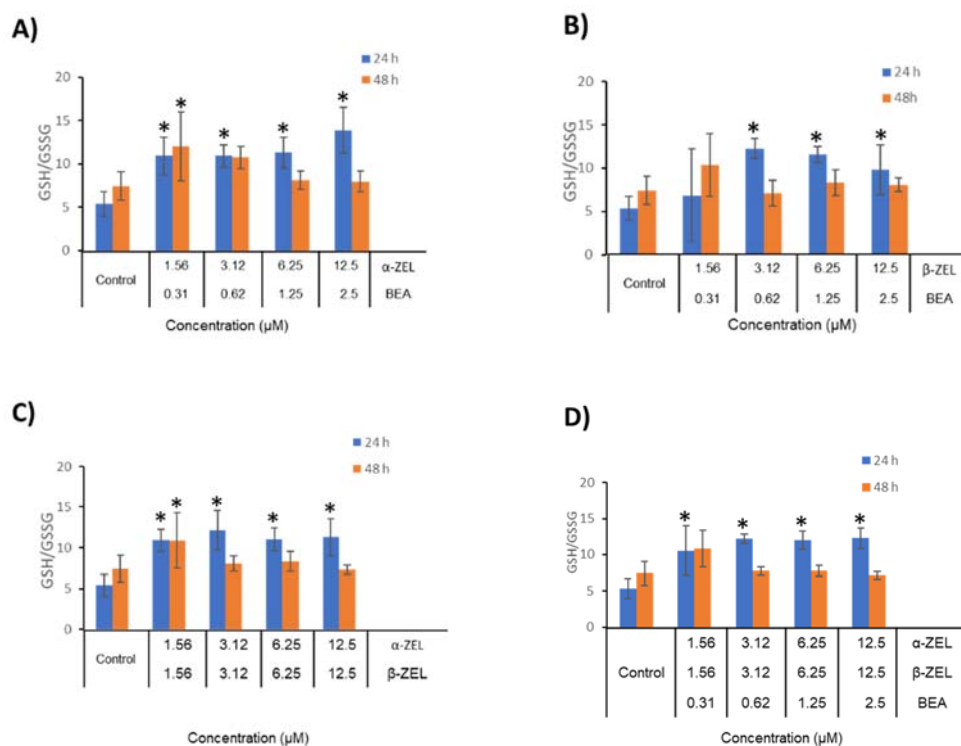 A)
24 h
48 h
GSH/GSSG
20
15
10
5
0
* * * * *
Control
1.56 3.12 6.25 12.5 α-ZEL
0.31 0.62 1.25 2.5 BEA
Concentration (μM)
B)
24 h
48h
GSH/GSSG
20
15
10
5
0
* * *
Control
1.56 3.12 6.25 12.5 β-ZEL
0.31 0.62 1.25 2.5 BEA
Concentration (μM)
C)
24 h
48 h
GSH/GSSG
20
15
10
5
0
* * * * *
Control
1.56 3.12 6.25 12.5 α-ZEL
1.56 3.12 6.25 12.5 β-ZEL
Concentration (μM)
D)
24 h
48 h
GSH/GSSG
20
15
10
5
0
* * * *
Control
1.56 3.12 6.25 12.5 α-ZEL
1.56 3.12 6.25 12.5 β-ZEL
0.31 0.62 1.25 2.5 BEA
Concentration (μM)